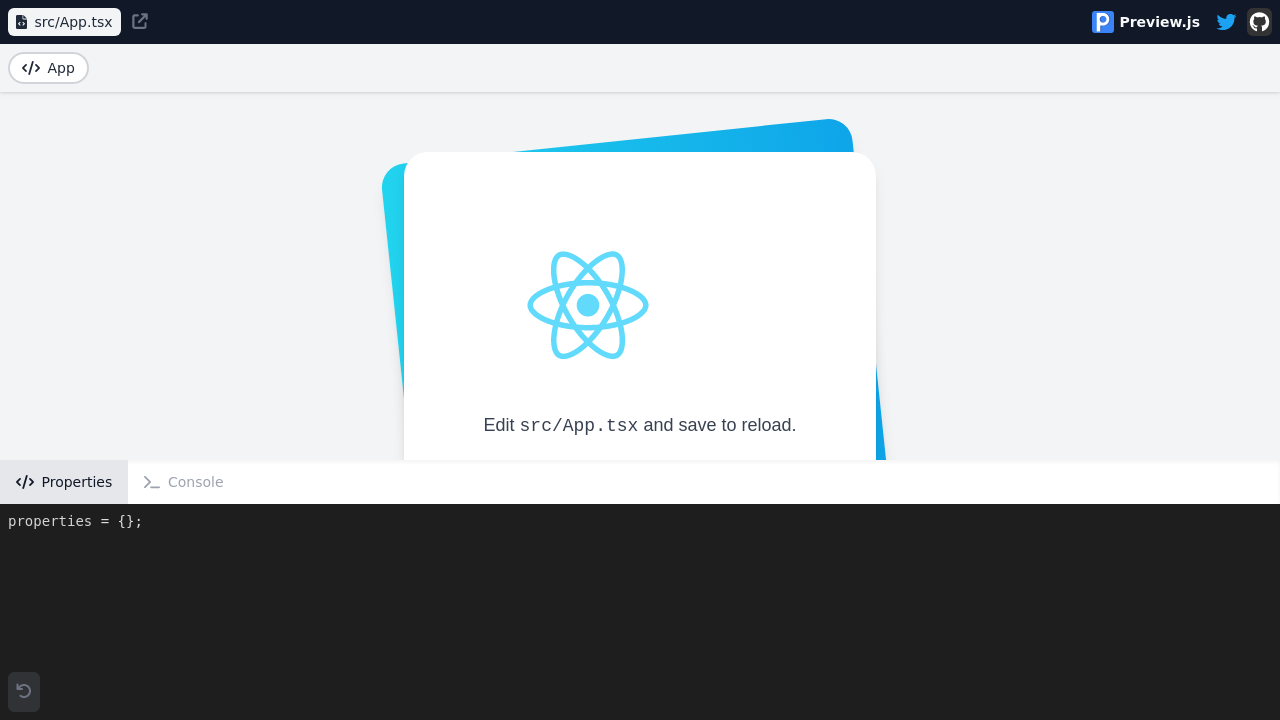 src/App.tsx
Preview.js
App
Edit src/App.tsx and save to reload.
Properties
Console
properties = {};